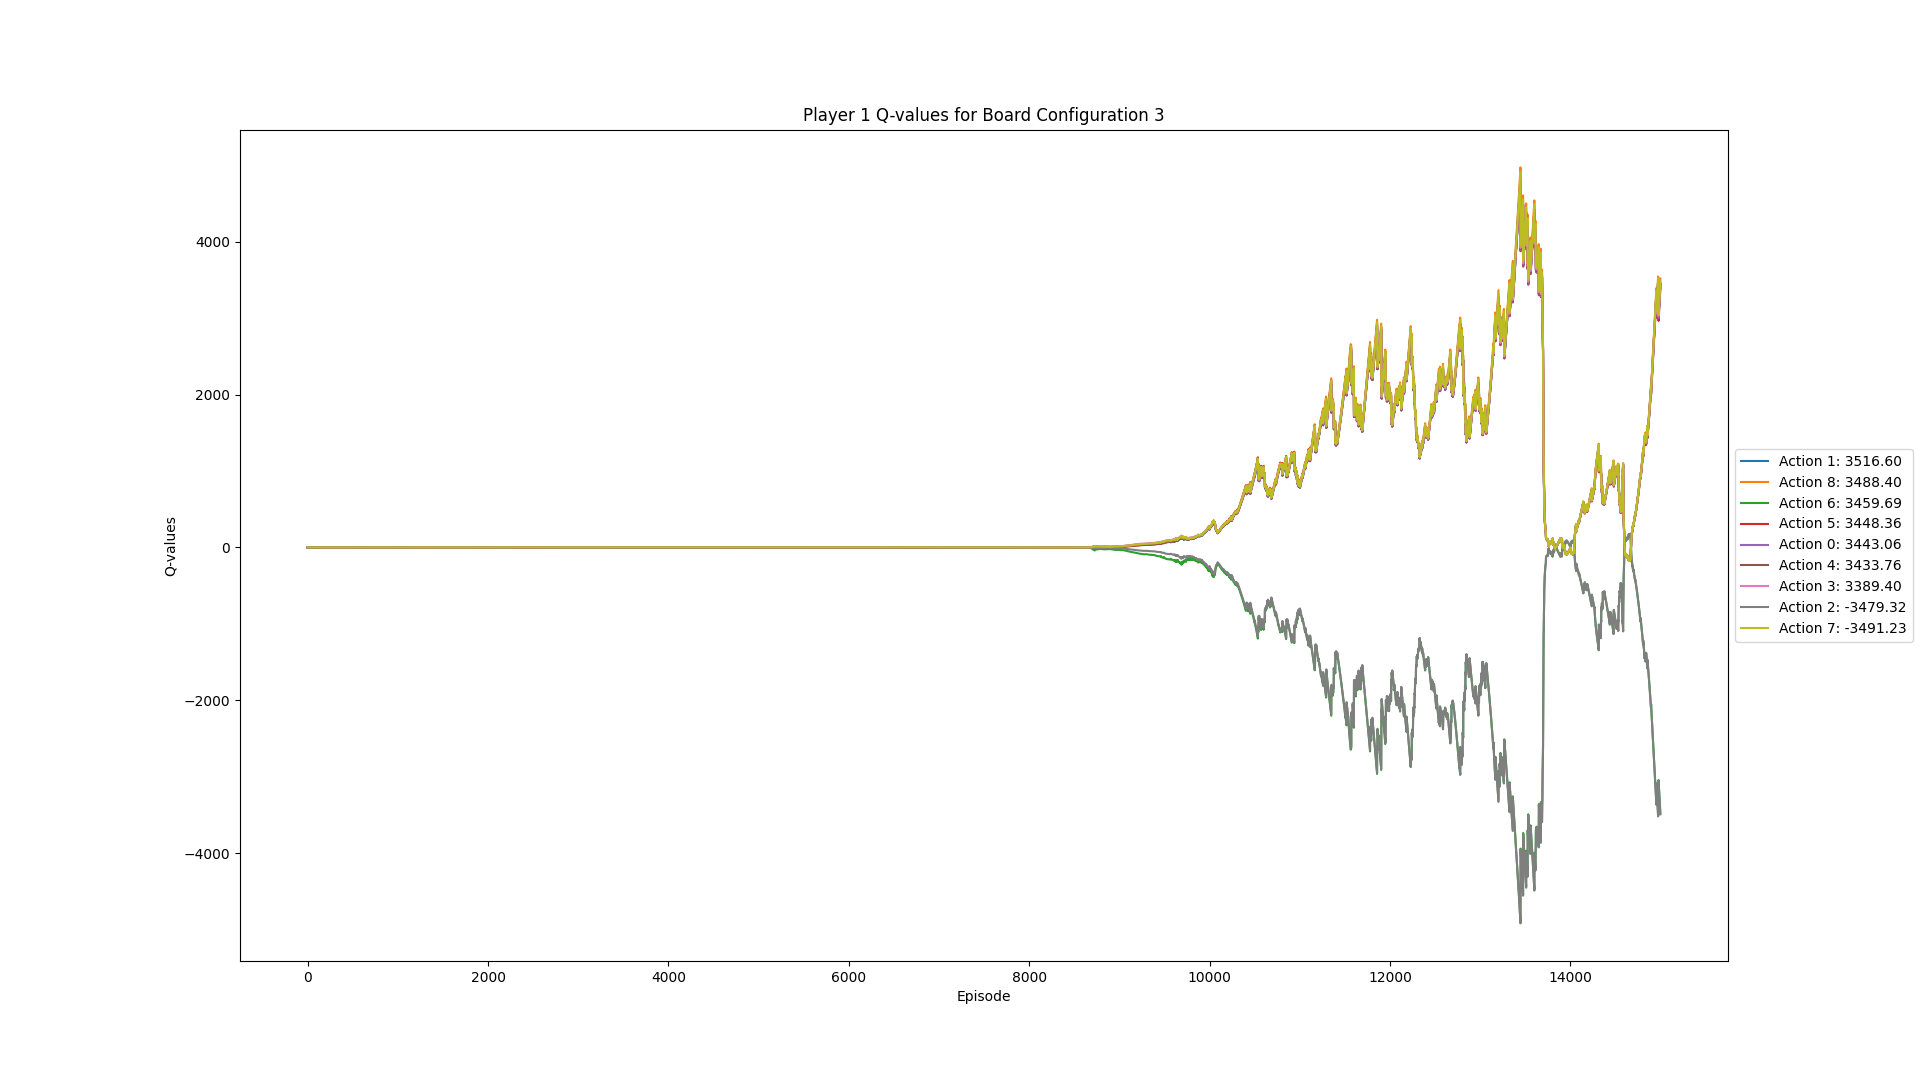 Player 1 Q-values for Board Configuration 3
Q-values
4000
2000
0
−2000
−4000
0
2000
4000
6000
8000
10000
12000
14000
Episode
Action 1: 3516.60
Action 8: 3488.40
Action 6: 3459.69
Action 5: 3448.36
Action 0: 3443.06
Action 4: 3433.76
Action 3: 3389.40
Action 2: -3479.32
Action 7: -3491.23